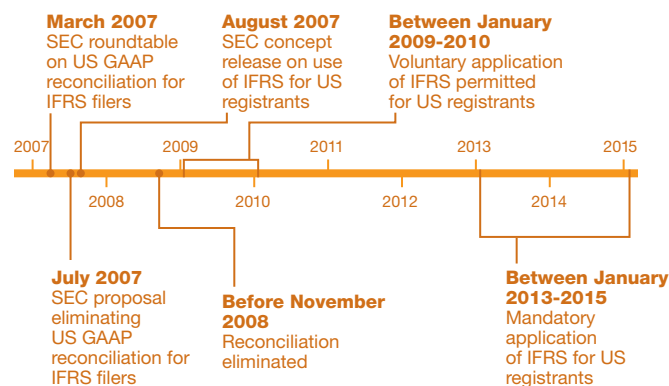 March 2007
SEC roundtable
on US GAAP
reconciliation for
IFRS filers
August 2007
SEC concept
release on use
of IFRS for US
registrants
Between January
2009-2010
Voluntary application
of IFRS permitted
for US registrants
2007
2009
2011
2013
2015
2008
2010
2012
2014
July 2007
SEC proposal
eliminating
US GAAP
reconciliation for
IFRS filers
Before November
2008
Reconciliation
eliminated
Between January
2013-2015
Mandatory
application
of IFRS for US
registrants